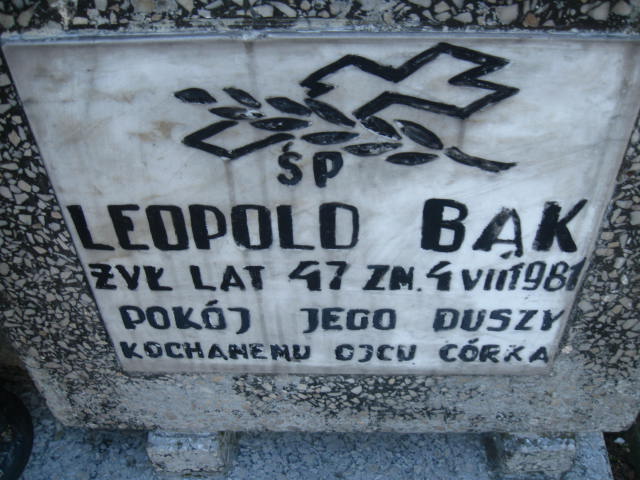 ŚP
LEOPOLD BĄK
ŻYŁ LAT 47 ZM. 4 VIII 1981
POKÓJ JEGO DUSZY
KOCHANEMU OJCU CÓRKA